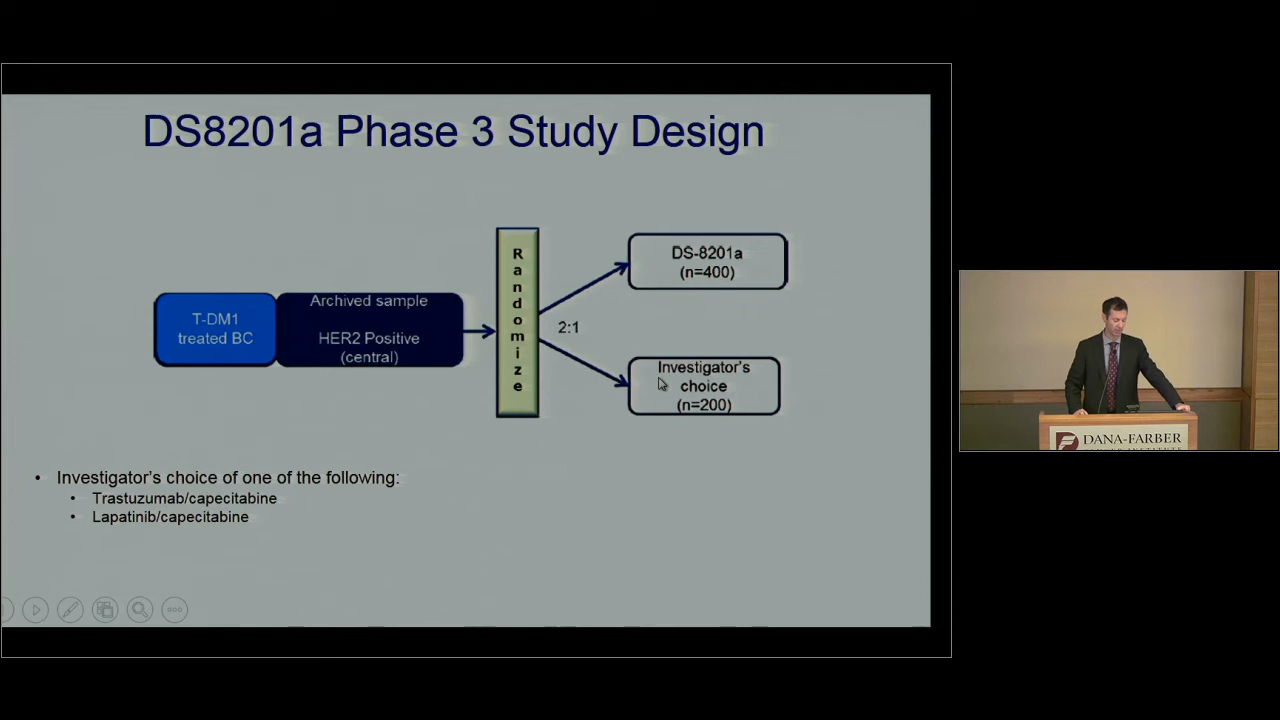 DS8201a Phase 3 Study Design
T-DM1
treated BC
Archived sample
HER2 Positive
(central)
Randomize
2:1
DS-8201a
(n=400)
Investigator's
choice
(n=200)
• Investigator's choice of one of the following:
• Trastuzumab/capecitabine
• Lapatinib/capecitabine
DANA-FARBER